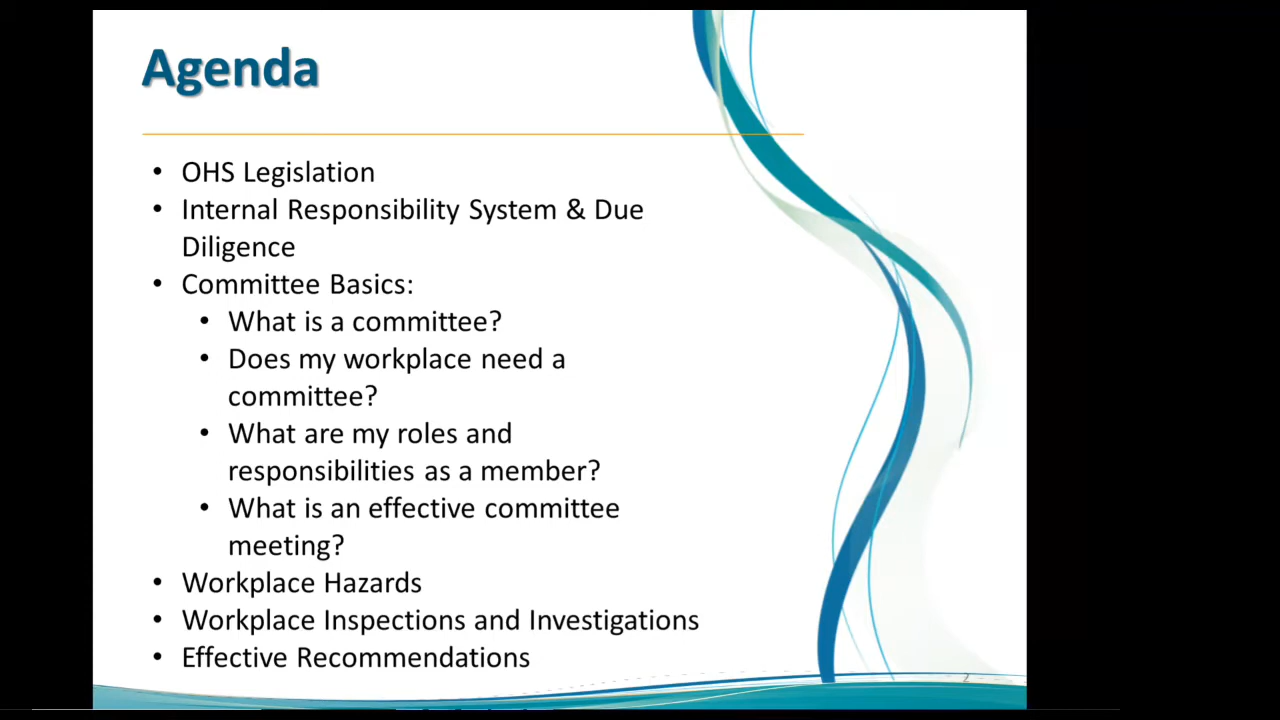 Agenda
• OHS Legislation
• Internal Responsibility System & Due
Diligence
• Committee Basics:
• What is a committee?
• Does my workplace need a
committee?
• What are my roles and
responsibilities as a member?
• What is an effective committee
meeting?
• Workplace Hazards
• Workplace Inspections and Investigations
• Effective Recommendations
2